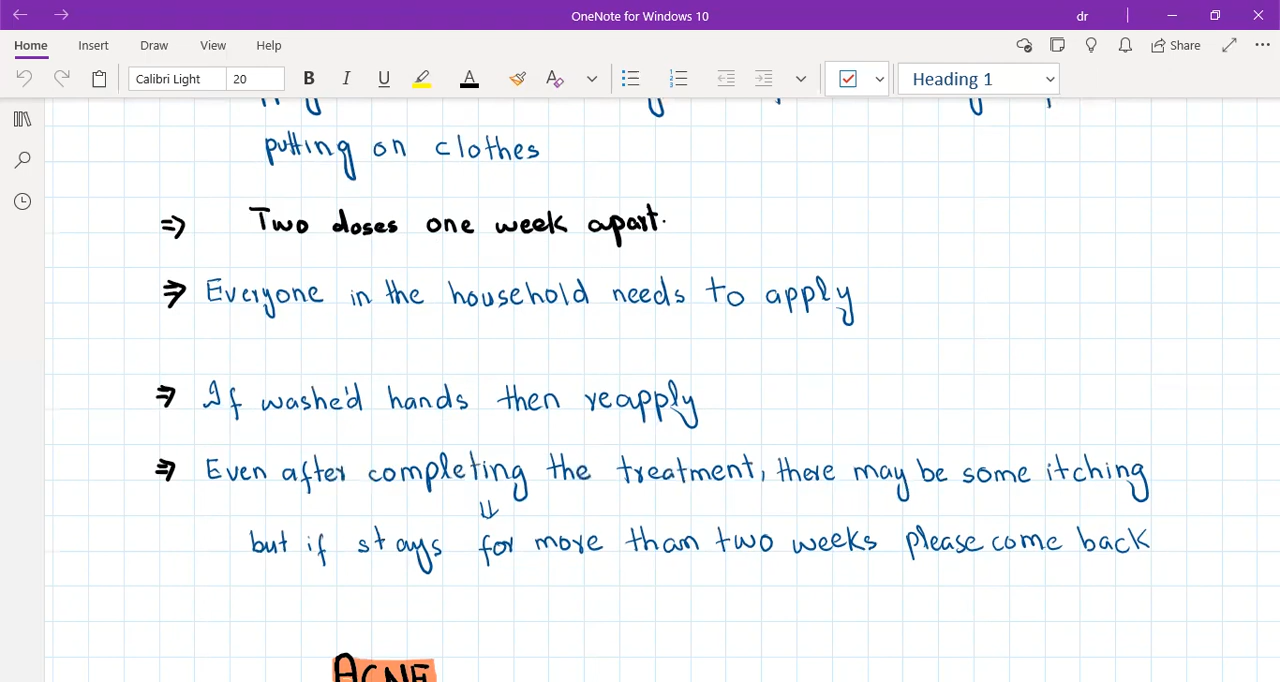 OneNote for Windows 10
dr
Home Insert Draw View Help
Share
Calibri Light 20 B I U A A Heading 1
putting on clothes
⇒ Two doses one week apart.
⇒ Everyone in the household needs to apply
⇒ If washe'd hands then reapply
⇒ Even after completing the treatment, there may be some itching
⇓
but if stays for more than two weeks please come back
ACNE